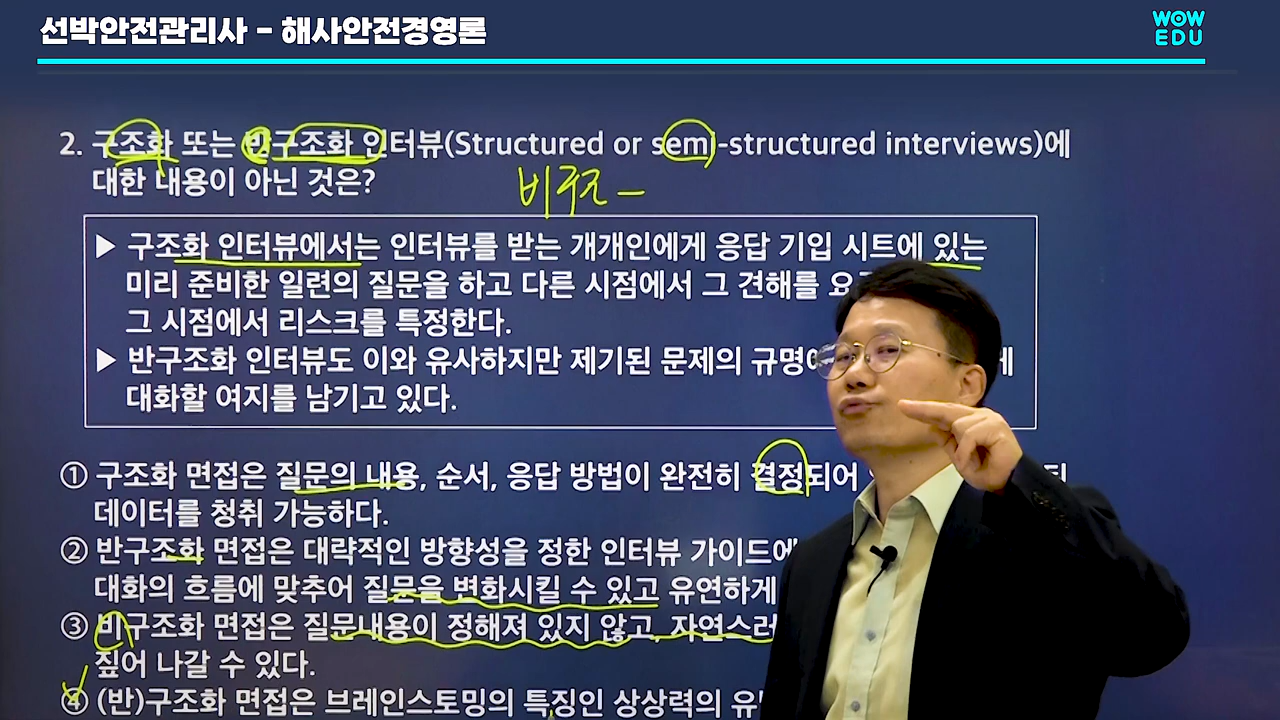 선박안전관리사 - 해사안전경영론
WOW
EDU
2. 구조화 또는 반구조화 인터뷰(Structured or semi-structured interviews)에
대한 내용이 아닌 것은?
비구조 –
▶ 구조화 인터뷰에서는 인터뷰를 받는 개개인에게 응답 기입 시트에 있는
미리 준비한 일련의 질문을 하고 다른 시점에서 그 견해를
그 시점에서 리스크를 특정한다.
▶ 반구조화 인터뷰도 이와 유사하지만 제기된 문제의
대화할 여지를 남기고 있다.
① 구조화 면접은 질문의 내용, 순서, 응답 방법이 완전히 결정되어
데이터를 청취 가능하다.
② 반구조화 면접은 대략적인 방향성을 정한 인터뷰
대화의 흐름에 맞추어 질문을 변화시킬 수 있고 유연하게
③ 비구조화 면접은 질문내용이 정해져 있지 않고,
짚어 나갈 수 있다.
④ (반)구조화 면접은 브레인스토밍의 특징인 상상력의